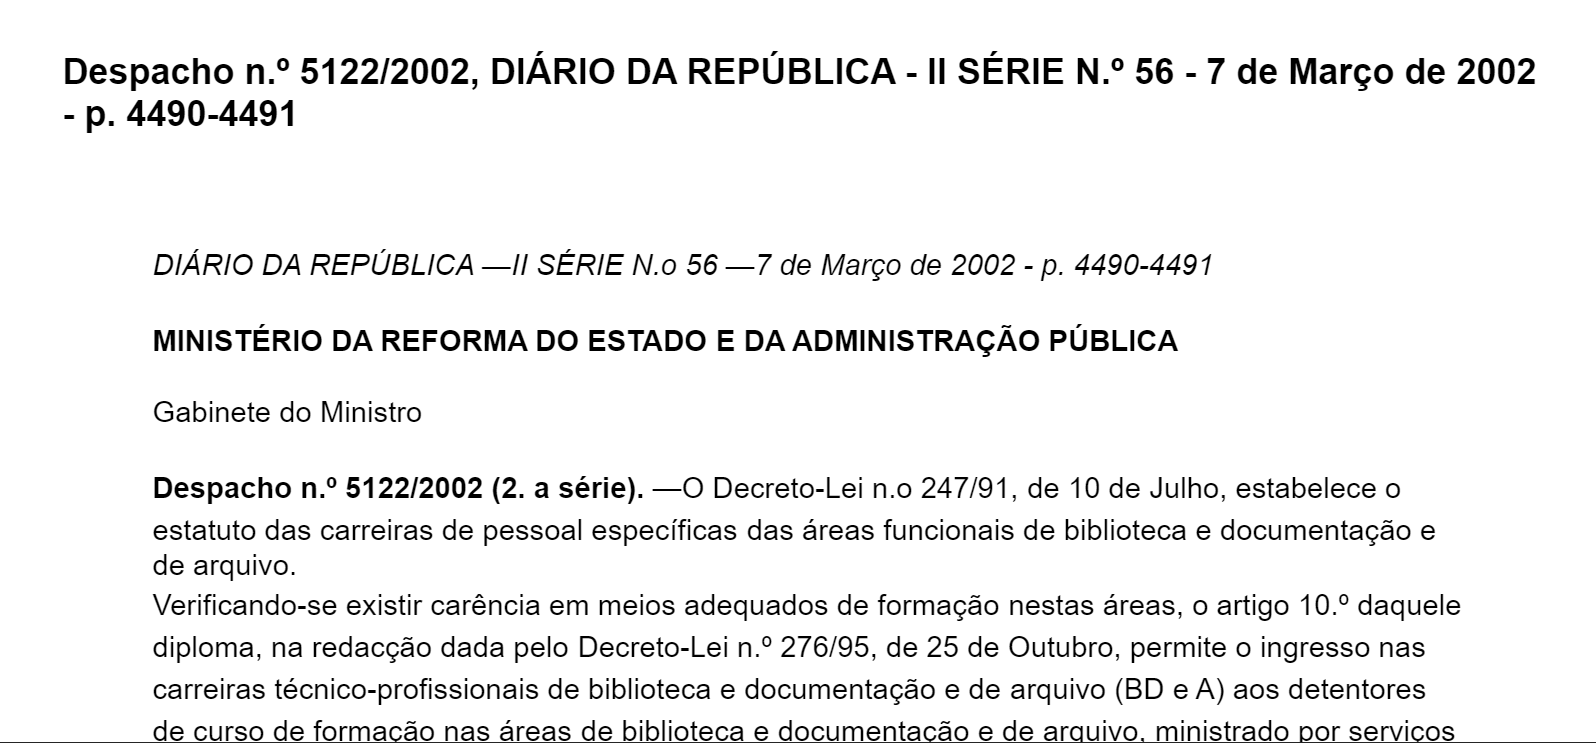 Despacho n.º 5122/2002, DIÁRIO DA REPÚBLICA - II SÉRIE N.º 56 - 7 de Março de 2002
- p. 4490-4491
DIÁRIO DA REPÚBLICA —II SÉRIE N.o 56 —7 de Março de 2002 - p. 4490-4491
MINISTÉRIO DA REFORMA DO ESTADO E DA ADMINISTRAÇÃO PÚBLICA
Gabinete do Ministro
Despacho n.º 5122/2002 (2. a série). —O Decreto-Lei n.o 247/91, de 10 de Julho, estabelece o
estatuto das carreiras de pessoal específicas das áreas funcionais de biblioteca e documentação e
de arquivo.
Verificando-se existir carência em meios adequados de formação nestas áreas, o artigo 10.º daquele
diploma, na redacção dada pelo Decreto-Lei n.º 276/95, de 25 de Outubro, permite o ingresso nas
carreiras técnico-profissionais de biblioteca e documentação e de arquivo (BD e A) aos detentores
de curso de formação nas áreas de biblioteca e documentação e de arquivo, ministrado por serviços